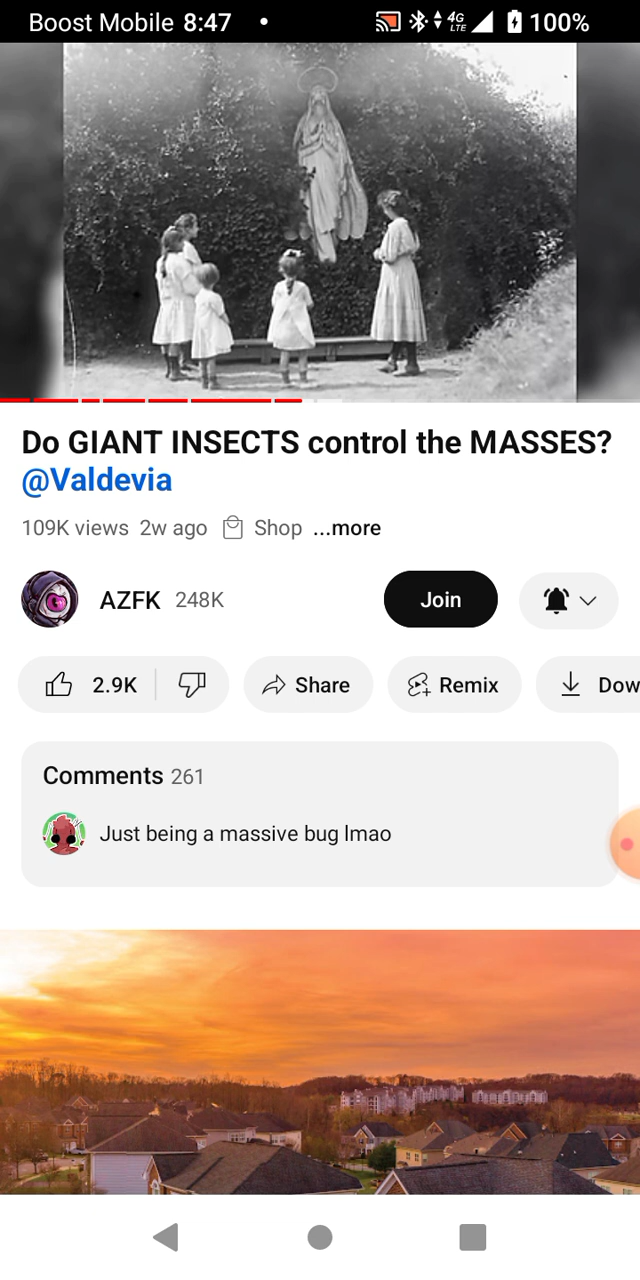 Boost Mobile 8:47
4G
LTE
100%
Do GIANT INSECTS control the MASSES?
@Valdevia
109K views 2w ago Shop ...more
AZFK 248K
Join
2.9K
Share
Remix
Dow
Comments 261
Just being a massive bug lmao